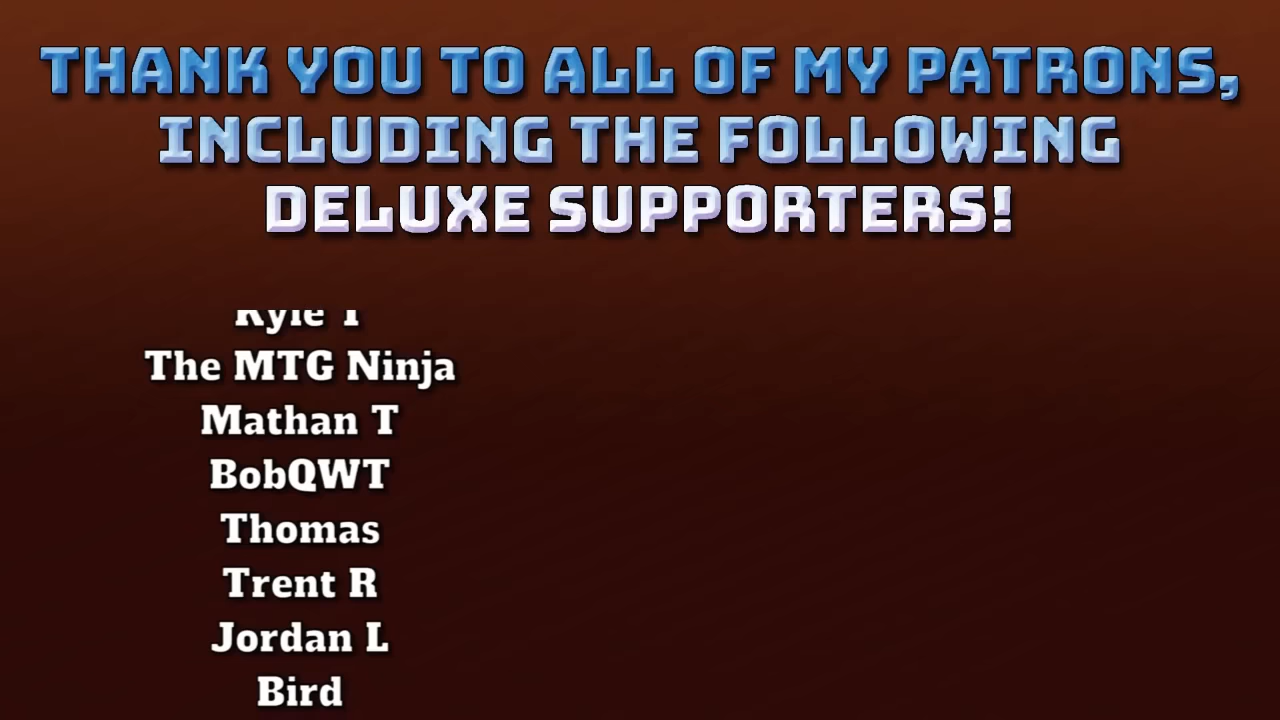 THANK YOU TO ALL OF MY PATRONS,
INCLUDING THE FOLLOWING
DELUXE SUPPORTERS!
Kyle T
The MTG Ninja
Mathan T
BobQWT
Thomas
Trent R
Jordan L
Bird